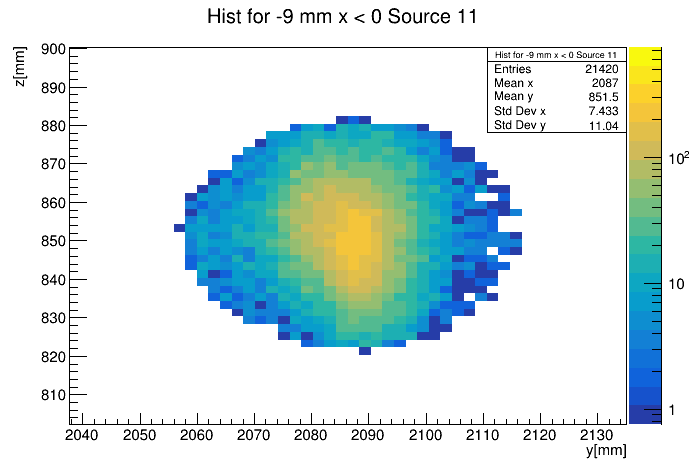 Hist for -9 mm x < 0 Source 11
Hist for -9 mm x < 0 Source 11
Entries 21420
Mean x 2087
Mean y 851.5
Std Dev x 7.433
Std Dev y 11.04
z[mm]
900
890
880
870
860
850
840
830
820
810
10²
10
1
2040 2050 2060 2070 2080 2090 2100 2110 2120 2130
y[mm]